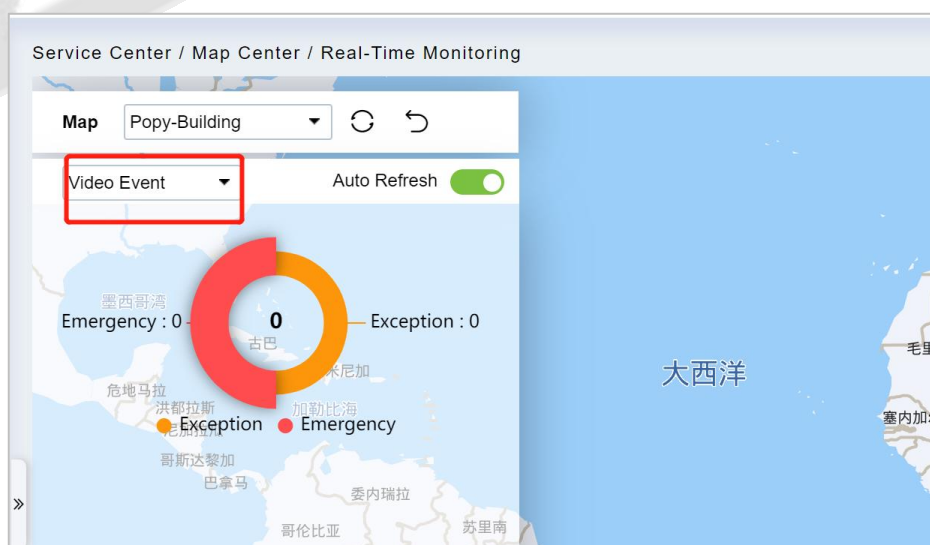 Service Center / Map Center / Real-Time Monitoring
Map Popy-Building
Video Event Auto Refresh
墨西哥湾
Emergency : 0 0 Exception : 0
古巴
米尼加
大西洋
危地马拉
洪都拉斯 加勒比海
Exception Emergency
哥斯达黎加
巴拿马
委内瑞拉
哥伦比亚 苏里南
塞内加